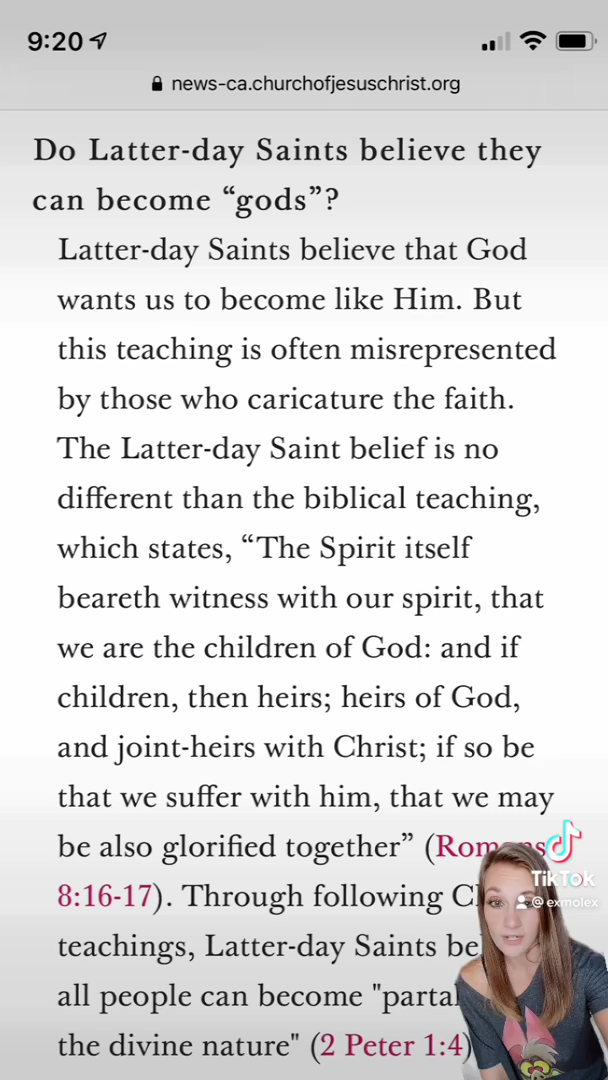 9:20
news-ca.churchofjesuschrist.org
Do Latter-day Saints believe they
can become “gods”?
Latter-day Saints believe that God
wants us to become like Him. But
this teaching is often misrepresented
by those who caricature the faith.
The Latter-day Saint belief is no
different than the biblical teaching,
which states, “The Spirit itself
beareth witness with our spirit, that
we are the children of God: and if
children, then heirs; heirs of God,
and joint-heirs with Christ; if so be
that we suffer with him, that we may
be also glorified together” (Romans
8:16-17). Through following
teachings, Latter-day Saints
all people can become "
the divine nature" (2 Peter 1:4)
TikTok
@exmolex